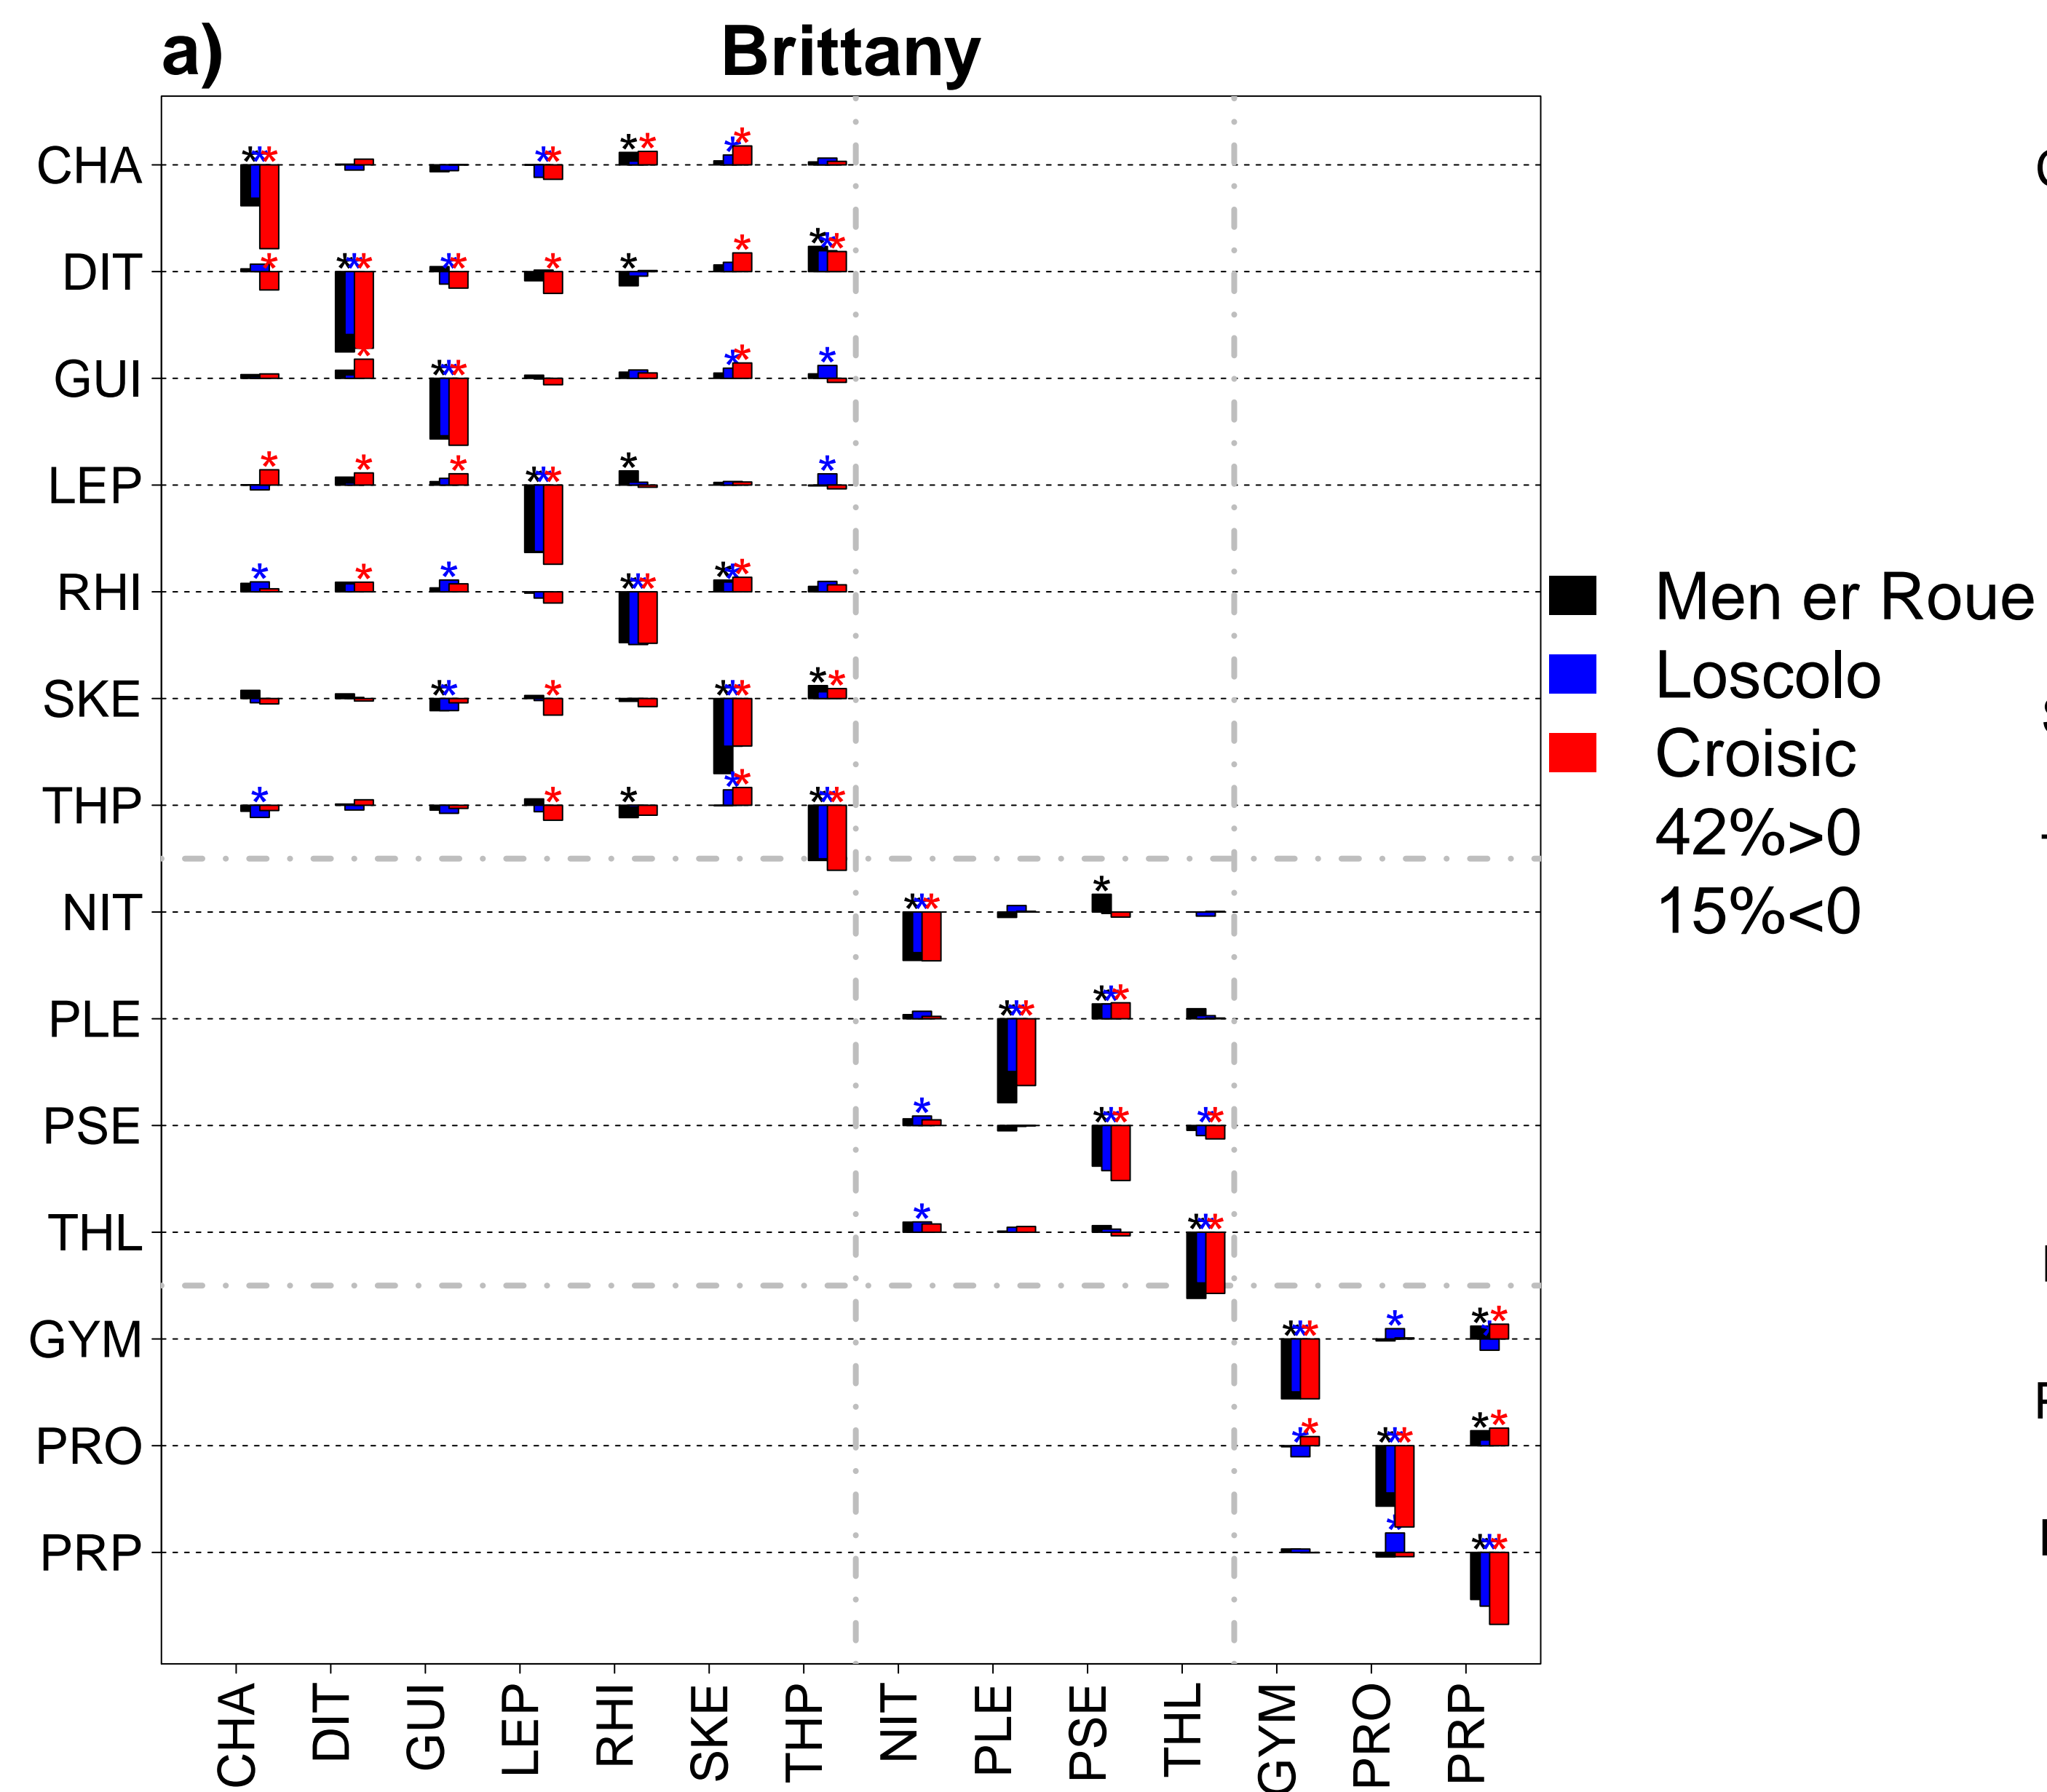 a) Brittany
CHA
DIT
GUI
LEP
RHI
SKE
THP
NIT
PLE
PSE
THL
GYM
PRO
PRP
Men er Roue
Loscolo
Croisic
42%>0
15%<0
CHA DIT GUI LEP RHI SKE THP NIT PLE PSE THL GYM PRO PRP